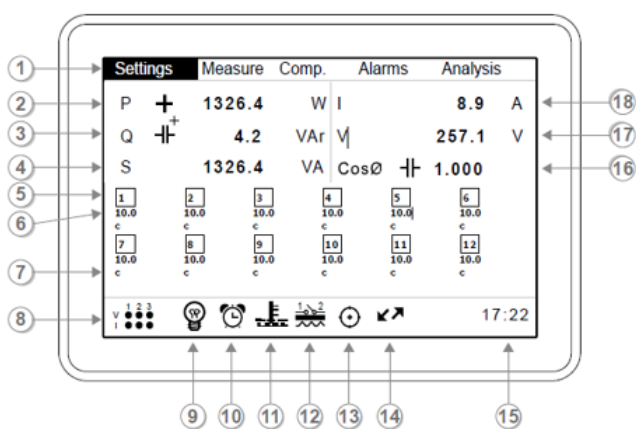 1 Settings Measure Comp. Alarms Analysis
2 P + 1326.4 W I 8.9 A 18
3 Q + 4.2 VAr V 257.1 V 17
4 S 1326.4 VA CosØ 1.000 16
5 1 2 3 4 5 6
6 10.0 10.0 10.0 10.0 10.0 10.0
c c c c c c
7 8 9 10 11 12
10.0 10.0 10.0 10.0 10.0 10.0
7 c c c c c c
1 2 3
8 V 1 2 17:22
I
9 10 11 12 13 14 15